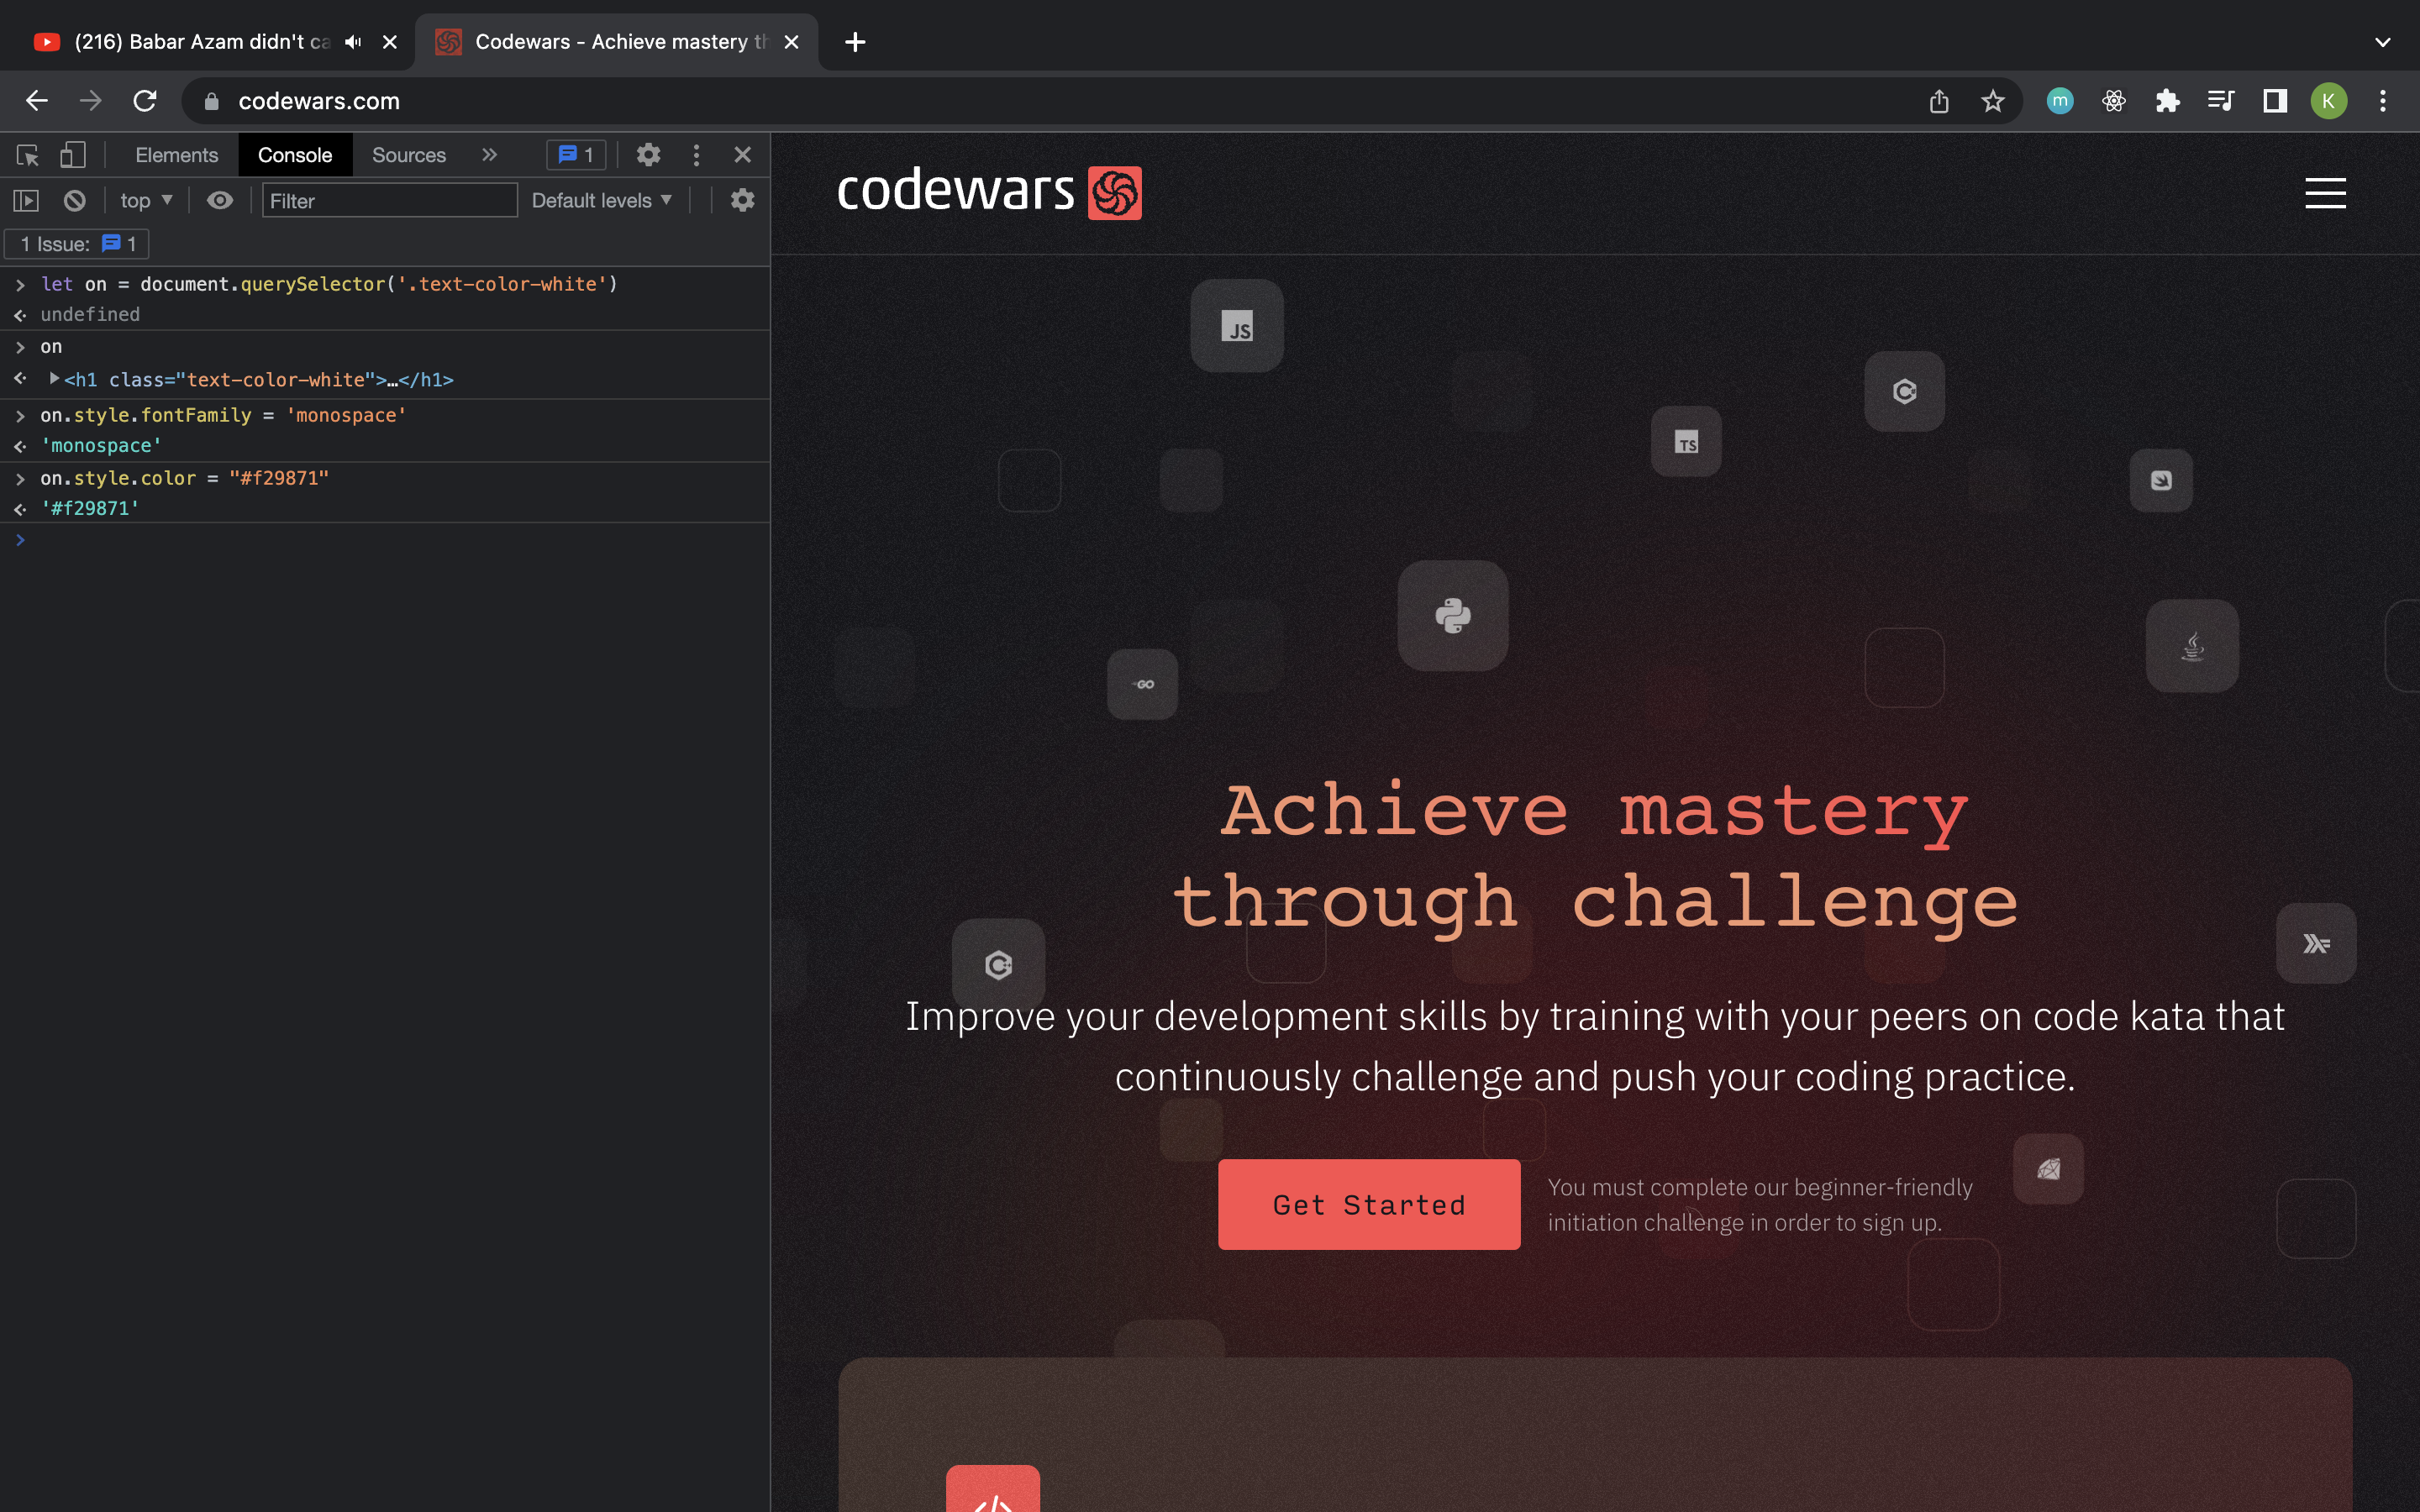 (216) Babar Azam didn't ca
Codewars - Achieve mastery th
codewars.com
m
K
Elements
Console
Sources
1
top
Filter
Default levels
1 Issue: 1
let on = document.querySelector('.text-color-white')
undefined
on
<h1 class="text-color-white">…</h1>
on.style.fontFamily = 'monospace'
'monospace'
on.style.color = "#f29871"
'#f29871'
codewars
JS
TS
GO
Achieve mastery
through challenge
Improve your development skills by training with your peers on code kata that
continuously challenge and push your coding practice.
Get Started
You must complete our beginner-friendly
initiation challenge in order to sign up.